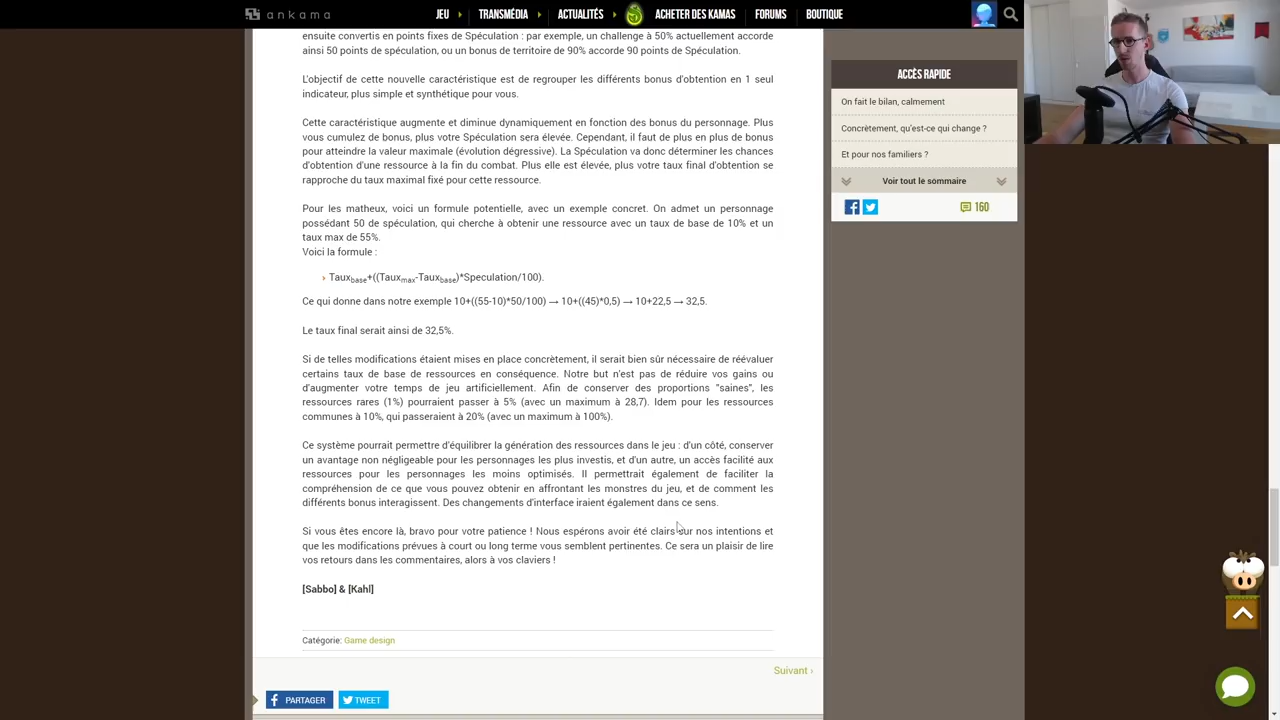 ankama
JEU
TRANSMÉDIA
ACTUALITÉS
ACHETER DES KAMAS
FORUMS
BOUTIQUE
ensuite convertis en points fixes de Spéculation : par exemple, un challenge à 50% actuellement accorde
ainsi 50 points de spéculation, ou un bonus de territoire de 90% accorde 90 points de Spéculation.
L'objectif de cette nouvelle caractéristique est de regrouper les différents bonus d'obtention en 1 seul
indicateur, plus simple et synthétique pour vous.
Cette caractéristique augmente et diminue dynamiquement en fonction des bonus du personnage. Plus
vous cumulez de bonus, plus votre Spéculation sera élevée. Cependant, il faut de plus en plus de bonus
pour atteindre la valeur maximale (évolution dégressive). La Spéculation va donc déterminer les chances
d'obtention d'une ressource à la fin du combat. Plus elle est élevée, plus votre taux final d'obtention se
rapproche du taux maximal fixé pour cette ressource.
Pour les matheux, voici un formule potentielle, avec un exemple concret. On admet un personnage
possédant 50 de spéculation, qui cherche à obtenir une ressource avec un taux de base de 10% et un
taux max de 55%.
Voici la formule :
› Tauxbase+((Tauxmax-Tauxbase)*Speculation/100).
Ce qui donne dans notre exemple 10+((55-10)*50/100) → 10+((45)*0,5) → 10+22,5 → 32,5.
Le taux final serait ainsi de 32,5%.
Si de telles modifications étaient mises en place concrètement, il serait bien sûr nécessaire de réévaluer
certains taux de base de ressources en conséquence. Notre but n'est pas de réduire vos gains ou
d'augmenter votre temps de jeu artificiellement. Afin de conserver des proportions "saines", les
ressources rares (1%) pourraient passer à 5% (avec un maximum à 28,7). Idem pour les ressources
communes à 10%, qui passeraient à 20% (avec un maximum à 100%).
Ce système pourrait permettre d'équilibrer la génération des ressources dans le jeu : d'un côté, conserver
un avantage non négligeable pour les personnages les plus investis, et d'un autre, un accès facilité aux
ressources pour les personnages les moins optimisés. Il permettrait également de faciliter la
compréhension de ce que vous pouvez obtenir en affrontant les monstres du jeu, et de comment les
différents bonus interagissent. Des changements d'interface iraient également dans ce sens.
Si vous êtes encore là, bravo pour votre patience ! Nous espérons avoir été clairs sur nos intentions et
que les modifications prévues à court ou long terme vous semblent pertinentes. Ce sera un plaisir de lire
vos retours dans les commentaires, alors à vos claviers !
[Sabbo] & [Kahl]
Catégorie: Game design
Suivant ›
PARTAGER
TWEET
ACCÈS RAPIDE
On fait le bilan, calmement
Concrètement, qu'est-ce qui change ?
Et pour nos familiers ?
Voir tout le sommaire
160